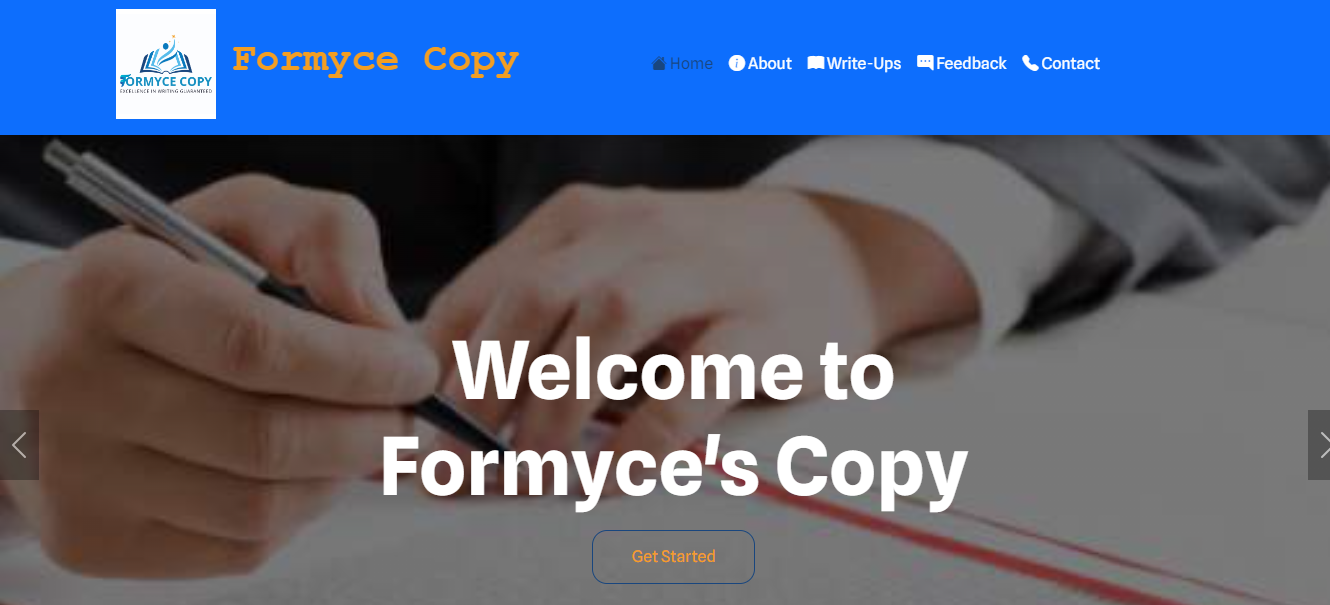 FORMYCE COPY
EXCELLENCE IN WRITING GUARANTEED
Formyce Copy
Home About Write-Ups Feedback Contact
Welcome to
Formyce's Copy
Get Started